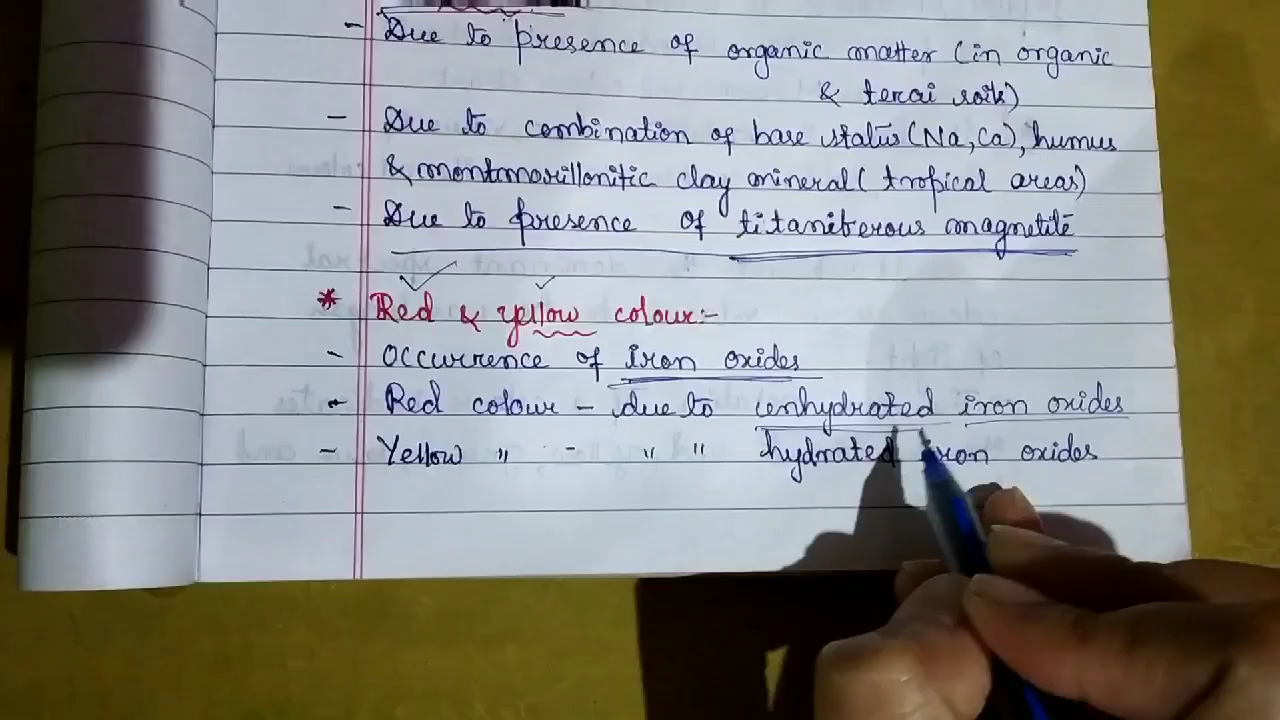 - Due to presence of organic matter (in organic
& terai soils)
- Due to combination of base status (Na, Ca), humus
& montmorillonitic clay mineral (tropical areas)
- Due to presence of titaniferous magnetite
* Red & yellow colour:-
- Occurrence of iron oxides
- Red colour - due to unhydrated iron oxides
- Yellow " - " " hydrated iron oxides